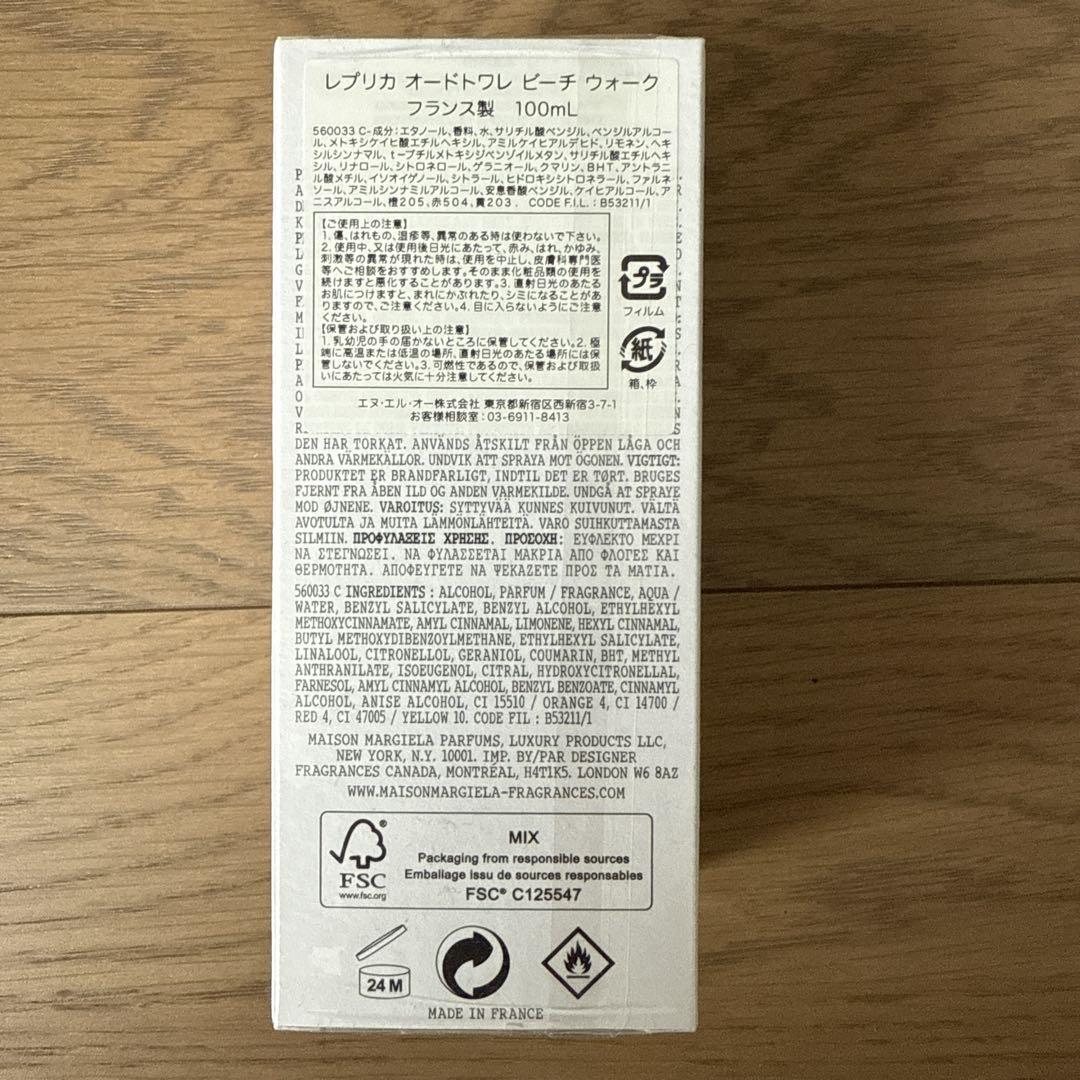 レプリカ オードトワレ ビーチ ウォーク
フランス製 100mL
560033 C-成分：エタノール、香料、水、サリチル酸ベンジル、ベンジルアルコー
ル、メトキシケイヒ酸エチルヘキシル、アミルケイヒアルデヒド、リモネン、ヘキ
シルシンナマル、t-ブチルメトキシジベンゾイルメタン、サリチル酸エチルヘキ
シル、リナロール、シトロネロール、ゲラニオール、クマリン、BHT、アントラニ
ル酸メチル、イソオイゲノール、シトラール、ヒドロキシシトロネラール、ファルネ
ソール、アミルシンナミルアルコール、安息香酸ベンジル、ケイヒアルコール、ア
ニスアルコール、橙205、赤504、黄203． CODE F.I.L.：B53211/1
【ご使用上の注意】
1. 傷、はれもの、湿疹等、異常のある時は使わないで下さい。
2. 使用中、又は使用後日光にあたって、赤み、はれ、かゆみ、
刺激等の異常が現れた時は、使用を中止し、皮膚科専門医
等へご相談をおすすめします。そのまま化粧品類の使用を
続けますと悪化することがあります。3. 直射日光のあたる
お肌につけますと、まれにかぶれたり、シミになることがあ
りますので、ご注意ください。4. 目に入らないようにご注意
ください。
【保管および取り扱い上の注意】
1. 乳幼児の手の届かないところに保管してください。2. 極
端に高温または低温の場所、直射日光のあたる場所には保
管しないでください。3. 可燃性であるので、保管および取扱
いにあたっては火気に十分注意してください。
プラ
フィルム
紙
箱、枠
エヌ・エル・オー株式会社 東京都新宿区西新宿3-7-1
お客様相談室：03-6911-8413
DEN HAR TORKAT. ANVÄNDS ÅTSKILT FRÅN ÖPPEN LÅGA OCH
ANDRA VÄRMEKÄLLOR. UNDVIK ATT SPRAYA MOT ÖGONEN. VIGTIGT:
PRODUKTET ER BRANDFARLIGT, INDTIL DET ER TØRT. BRUGES
FJERNT FRA ÅBEN ILD OG ANDEN VARMEKILDE. UNDGÅ AT SPRAYE
MOD ØJNENE. VAROITUS: SYTTYVÄÄ KUNNES KUIVUNUT. VÄLTÄ
AVOTULTA JA MUITA LÄMMÖNLÄHTEITÄ. VARO SUIHKUTTAMASTA
SILMIIN. ΠΡΟΦΥΛΑΞΕΙΣ ΧΡΗΣΗΣ. ΠΡΟΣΟΧΗ: ΕΥΦΛΕΚΤΟ ΜΕΧΡΙ
ΝΑ ΣΤΕΓΝΩΣΕΙ. ΝΑ ΦΥΛΑΣΣΕΤΑΙ ΜΑΚΡΙΑ ΑΠΟ ΦΛΟΓΕΣ ΚΑΙ
ΘΕΡΜΟΤΗΤΑ. ΑΠΟΦΕΥΓΕΤΕ ΝΑ ΨΕΚΑΖΕΤΕ ΠΡΟΣ ΤΑ ΜΑΤΙΑ.
560033 C INGREDIENTS : ALCOHOL, PARFUM / FRAGRANCE, AQUA /
WATER, BENZYL SALICYLATE, BENZYL ALCOHOL, ETHYLHEXYL
METHOXYCINNAMATE, AMYL CINNAMAL, LIMONENE, HEXYL CINNAMAL,
BUTYL METHOXYDIBENZOYLMETHANE, ETHYLHEXYL SALICYLATE,
LINALOOL, CITRONELLOL, GERANIOL, COUMARIN, BHT, METHYL
ANTHRANILATE, ISOEUGENOL, CITRAL, HYDROXYCITRONELLAL,
FARNESOL, AMYL CINNAMYL ALCOHOL, BENZYL BENZOATE, CINNAMYL
ALCOHOL, ANISE ALCOHOL, CI 15510 / ORANGE 4, CI 14700 /
RED 4, CI 47005 / YELLOW 10. CODE FIL : B53211/1
MAISON MARGIELA PARFUMS, LUXURY PRODUCTS LLC,
NEW YORK, N.Y. 10001. IMP. BY/PAR DESIGNER
FRAGRANCES CANADA, MONTRÉAL, H4T1K5. LONDON W6 8AZ
WWW.MAISONMARGIELA-FRAGRANCES.COM
FSC
www.fsc.org
MIX
Packaging from responsible sources
Emballage issu de sources responsables
FSC® C125547
24 M
MADE IN FRANCE